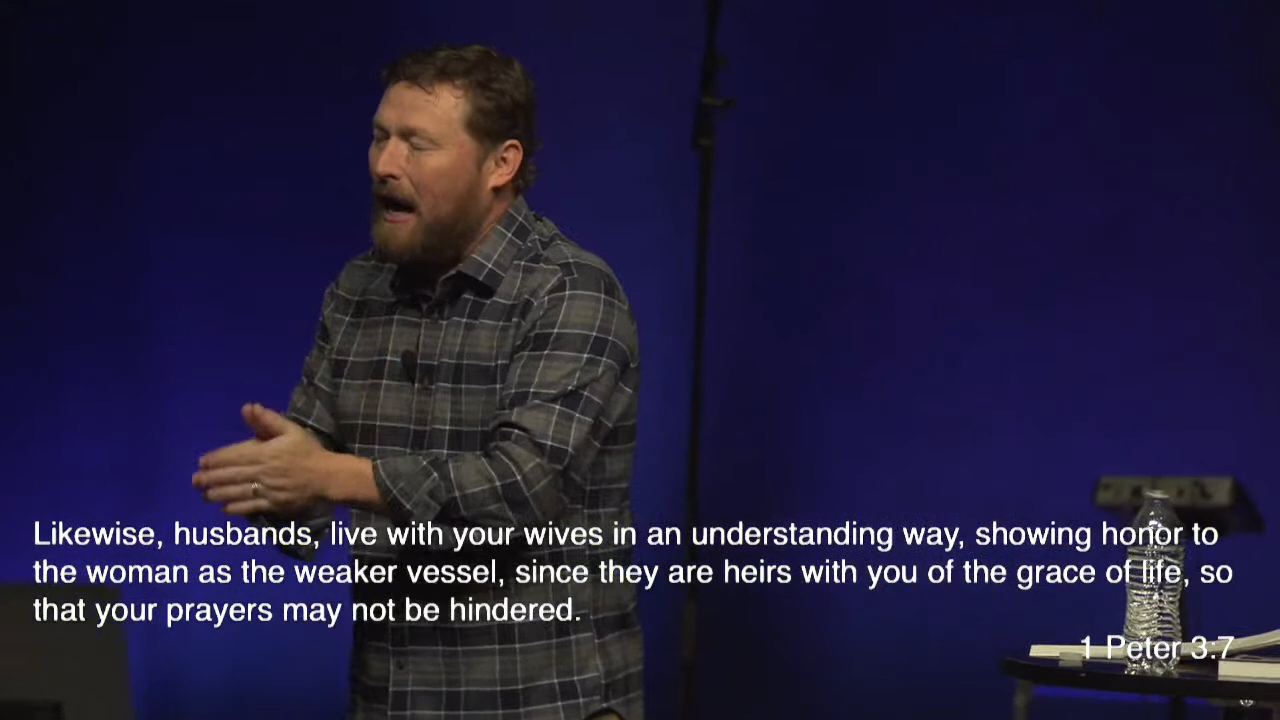 Likewise, husbands, live with your wives in an understanding way, showing honor to
the woman as the weaker vessel, since they are heirs with you of the grace of life, so
that your prayers may not be hindered.
1 Peter 3:7